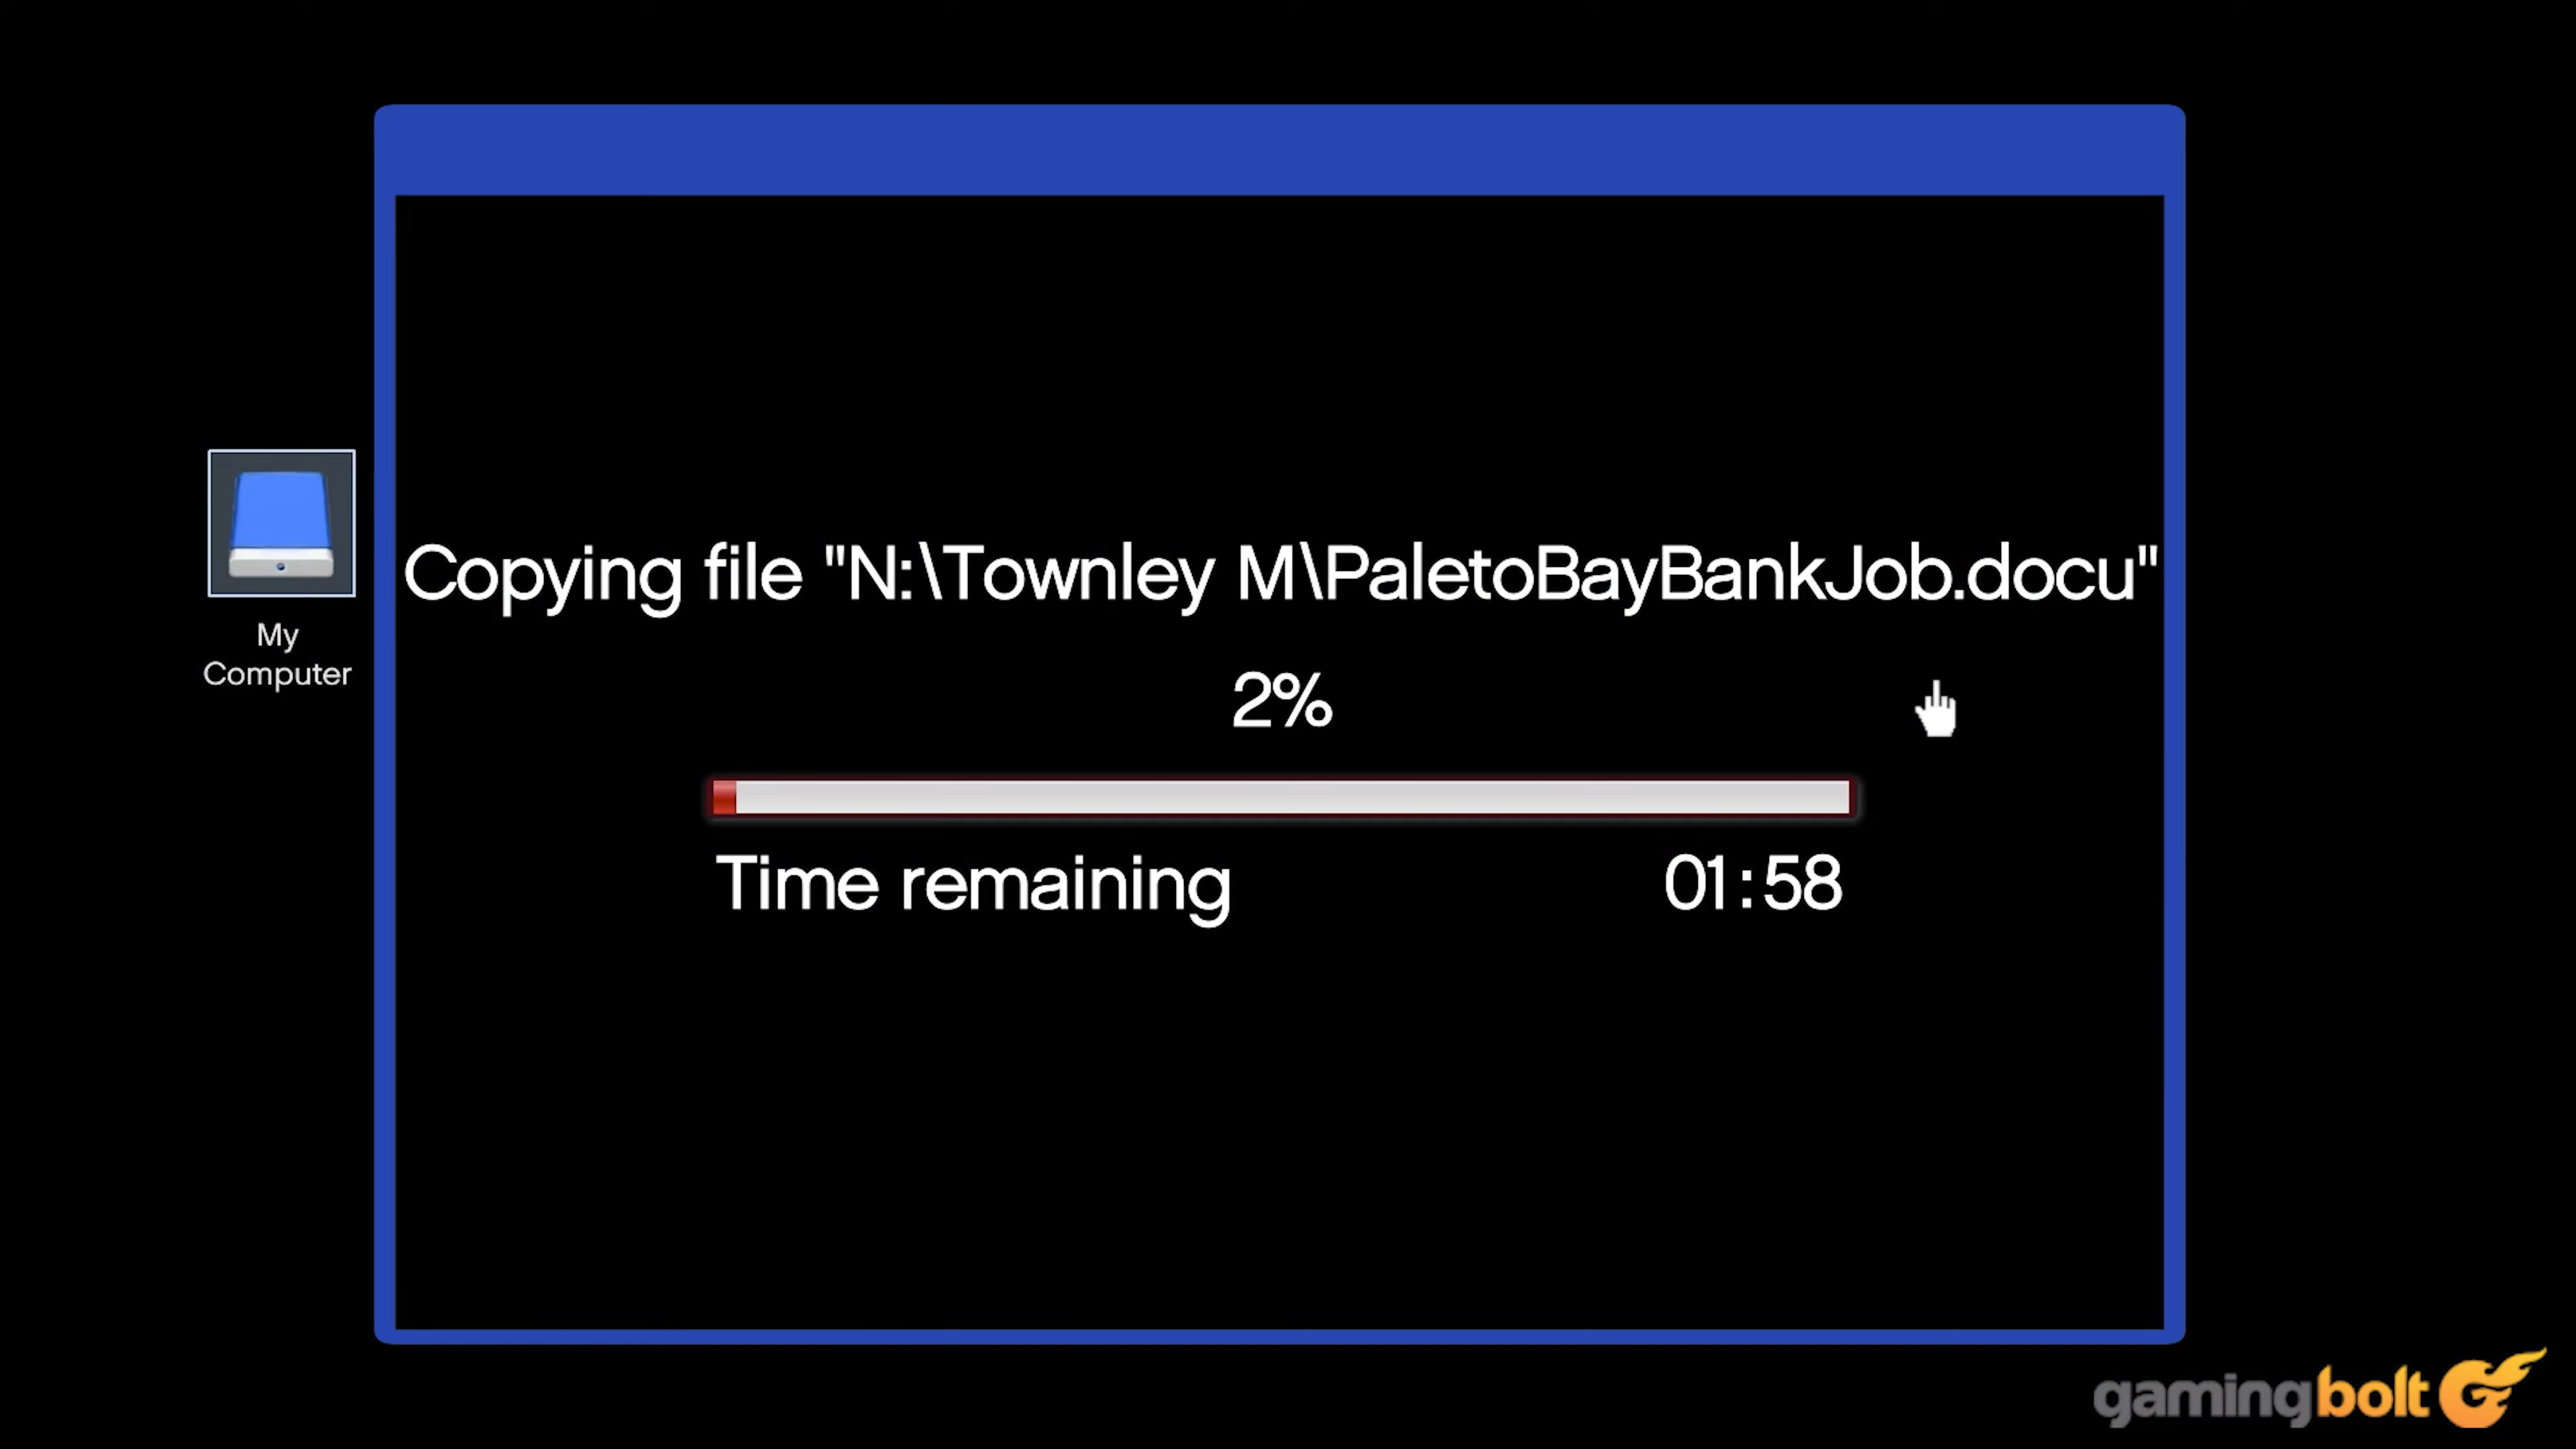 My
Computer
Copying file "N:\Townley M\PaletoBayBankJob.docu"
2%
Time remaining 01:58
gamingbolt